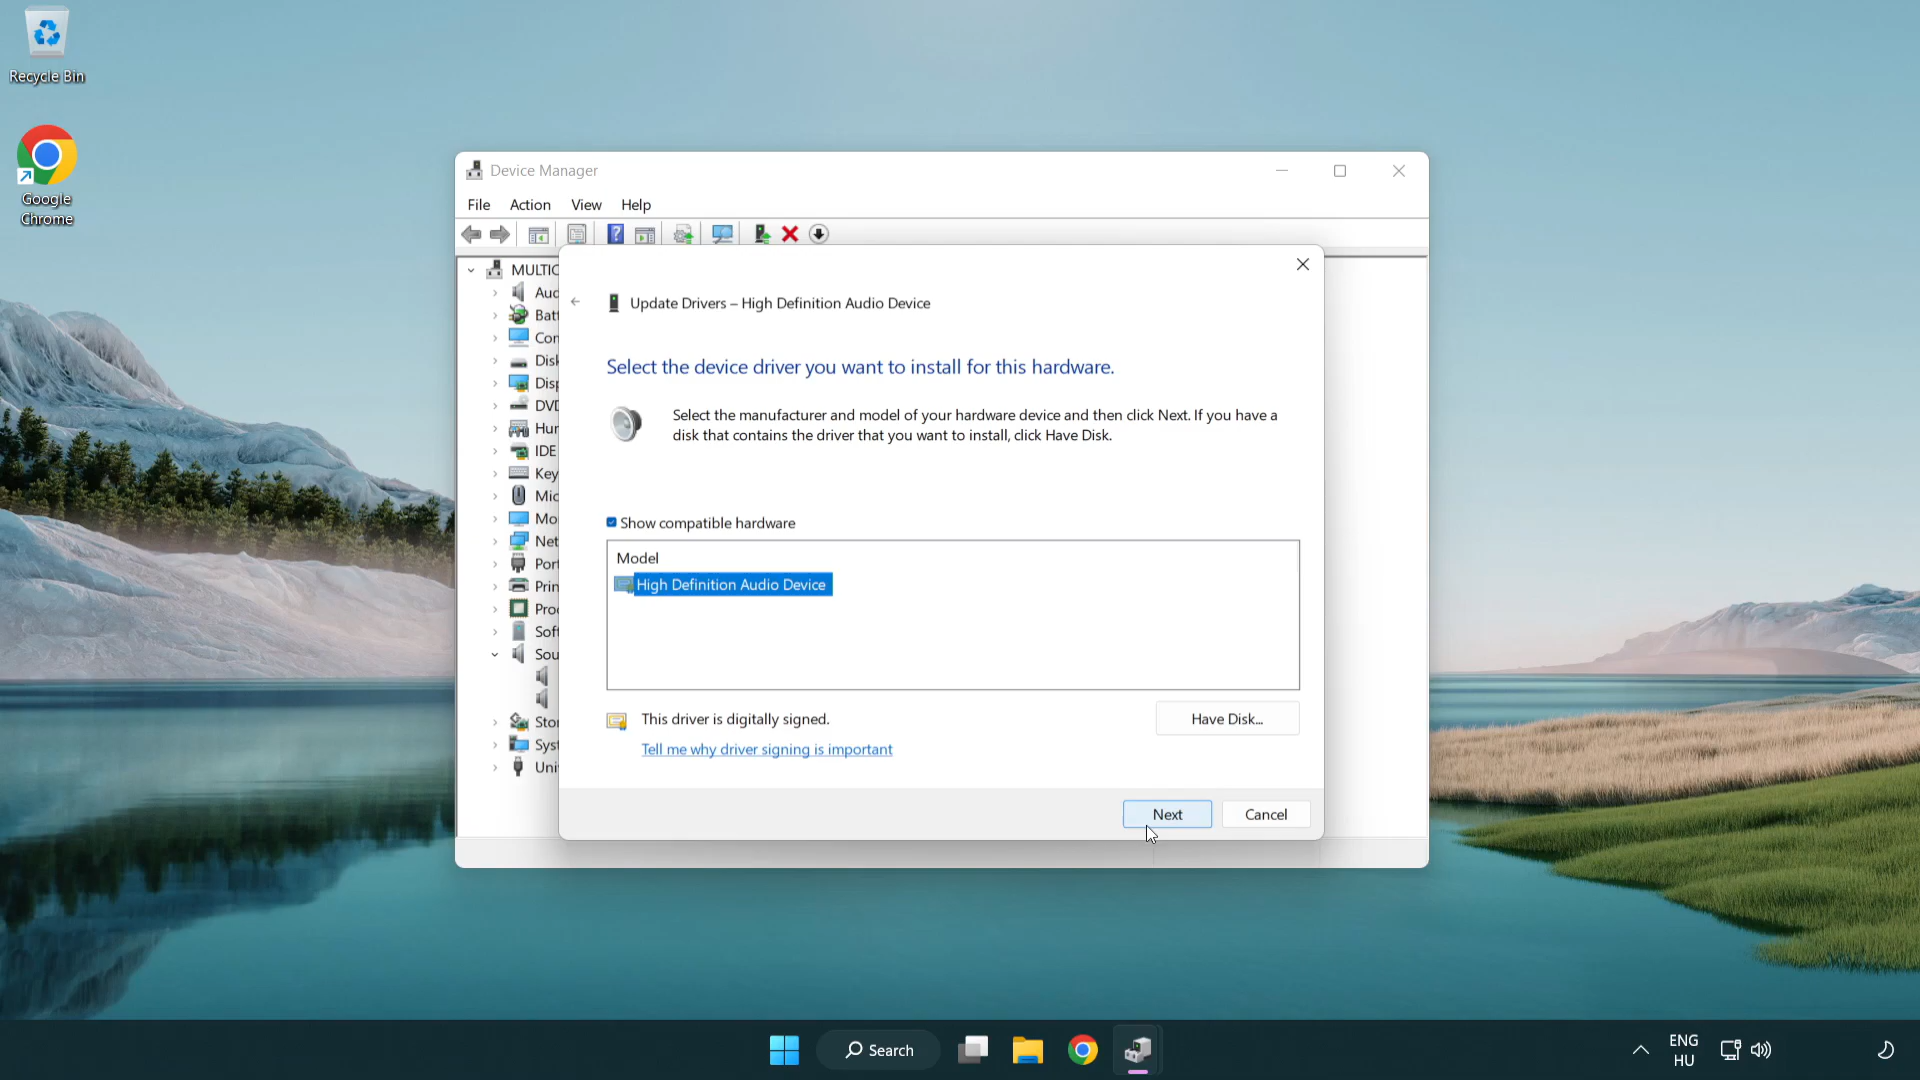 Recycle Bin
Google
Chrome
Device Manager
File Action View Help
Update Drivers – High Definition Audio Device
Select the device driver you want to install for this hardware.
Select the manufacturer and model of your hardware device and then click Next. If you have a
disk that contains the driver that you want to install, click Have Disk.
Show compatible hardware
Model
High Definition Audio Device
This driver is digitally signed.
Have Disk...
Tell me why driver signing is important
Next
Cancel
MULTIC
Aud
Batt
Con
Disk
Disp
DVD
Hun
IDE
Key
Mic
Mo
Net
Port
Prin
Proc
Soft
Sou
Stor
Syst
Uni
Search
ENG
HU